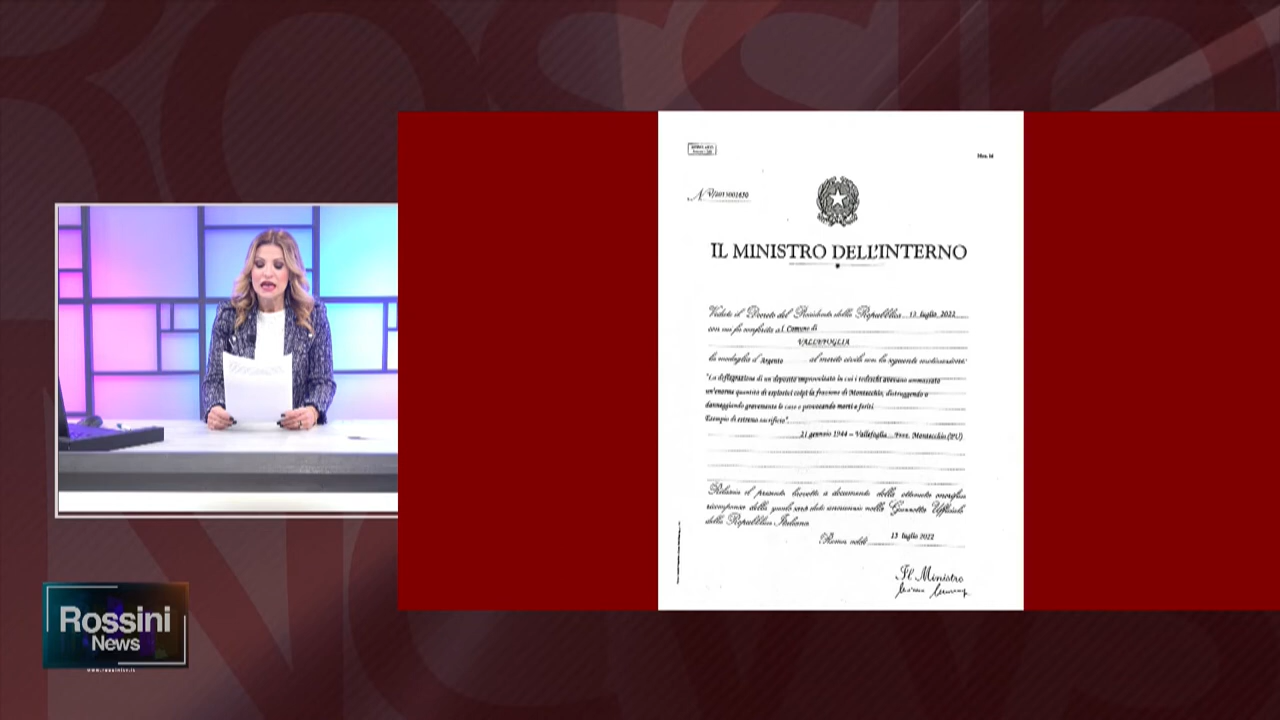 Mod. 64
IL MINISTRO DELL'INTERNO
Veduto il Decreto del Presidente della Repubblica 13 luglio 2022
con cui fu conferita al Comune di
VALLEFOGLIA
la medaglia d'Argento al merito civile con la seguente motivazione:
"La deflagrazione di un deposito improvvisato in cui i tedeschi avevano ammassato
un'enorme quantità di esplosivi colpì la frazione di Montecchio, distruggendo o
danneggiando gravemente le case e provocando morti e feriti.
Esempio di estremo sacrificio".
21 gennaio 1944 – Vallefoglia Fraz. Montecchio (PU)
Rilascia il presente brevetto a documento della ottenuta onorifica
ricompensa della quale sarà dato annunzio nella Gazzetta Ufficiale
della Repubblica Italiana
Roma addì 13 luglio 2022
Il Ministro
Rossini
News
www.rossinitv.it